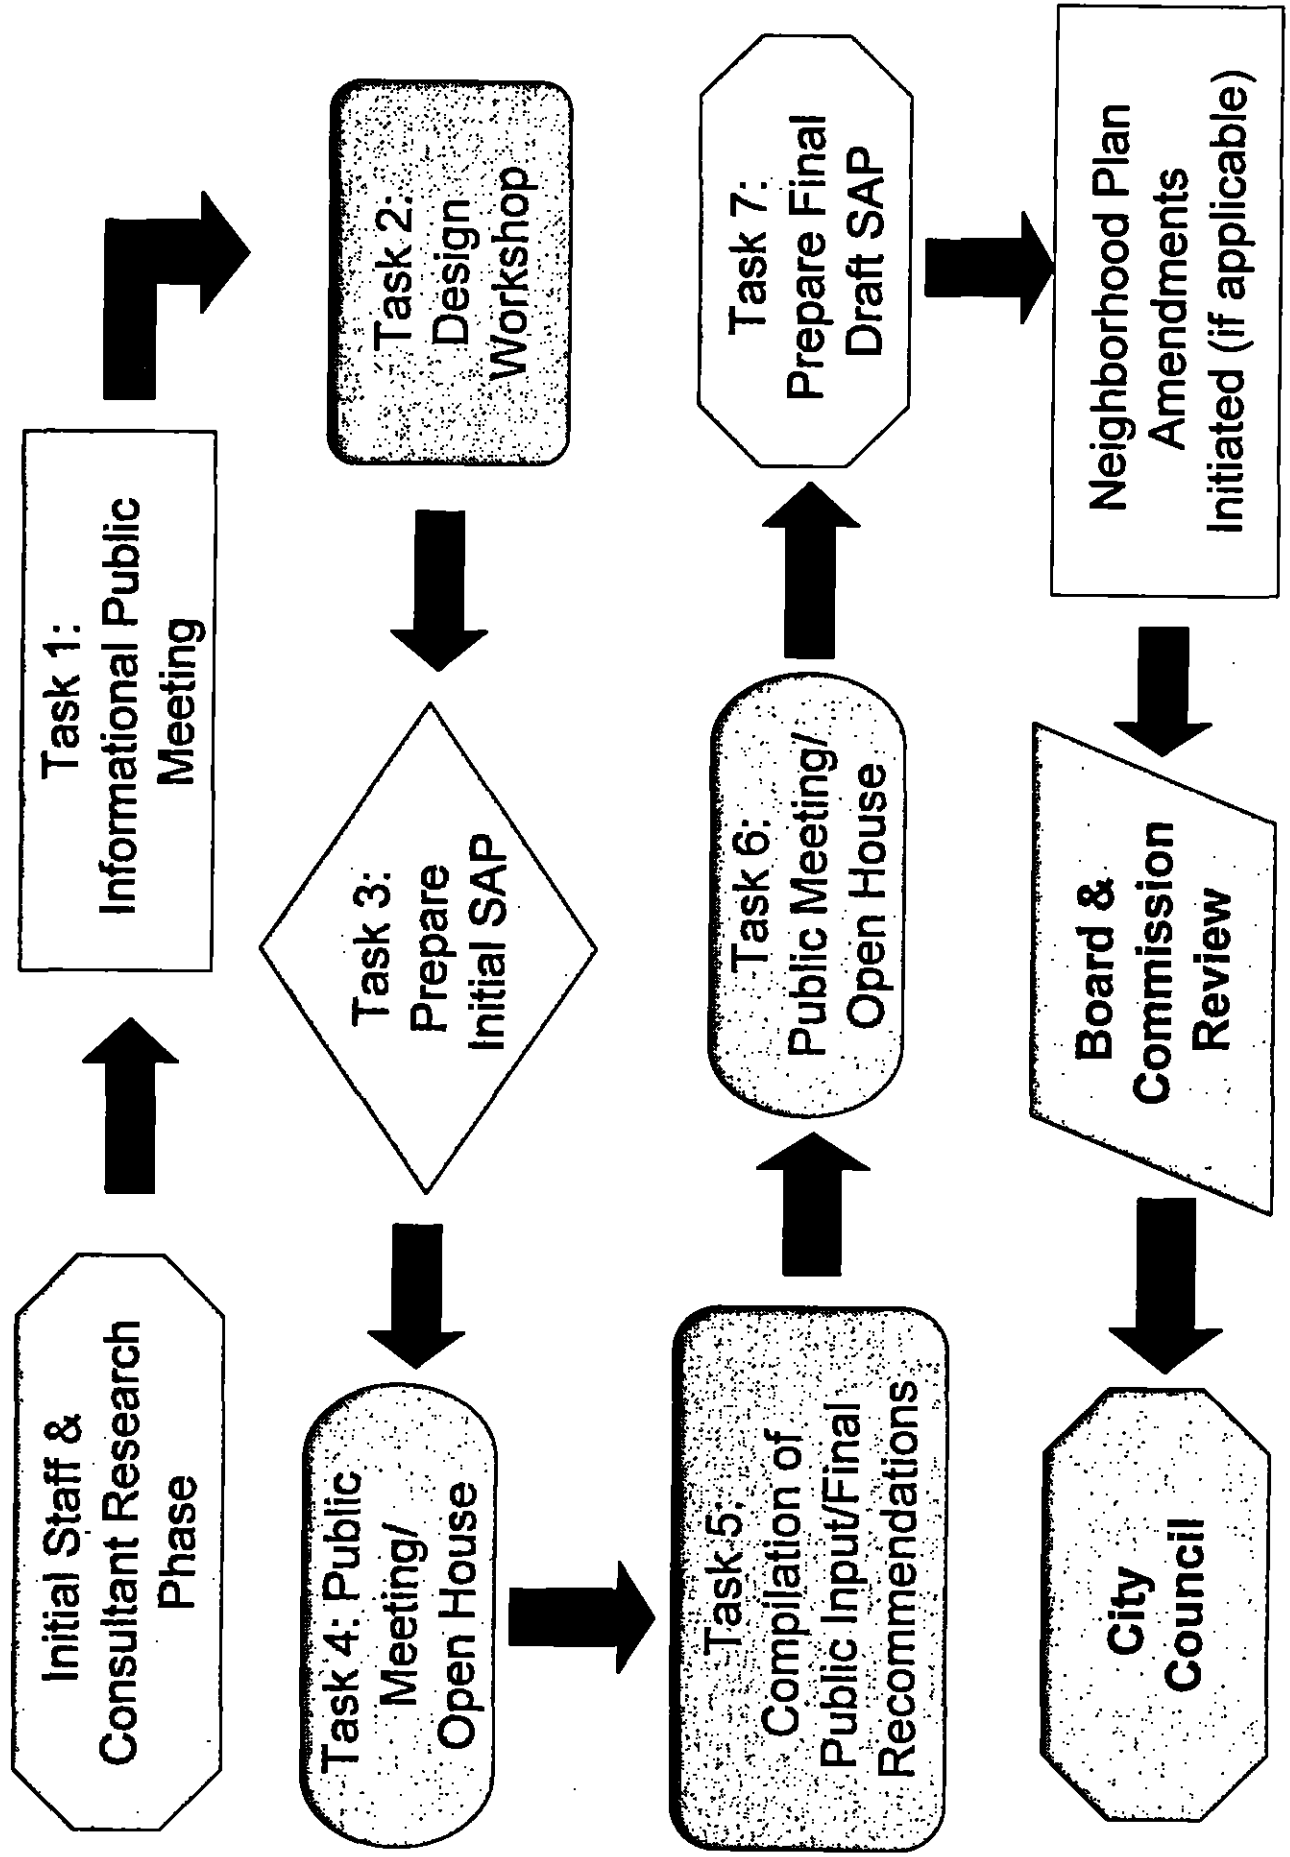 Initial Staff &
Consultant Research
Phase
Task 1:
Informational Public
Meeting
Task 2:
Design
Workshop
Task 3:
Prepare
Initial SAP
Task 4: Public
Meeting/
Open House
Task 5:
Compilation of
Public Input/Final
Recommendations
Task 6:
Public Meeting/
Open House
Task 7:
Prepare Final
Draft SAP
Neighborhood Plan
Amendments
Initiated (if applicable)
Board &
Commission
Review
City
Council